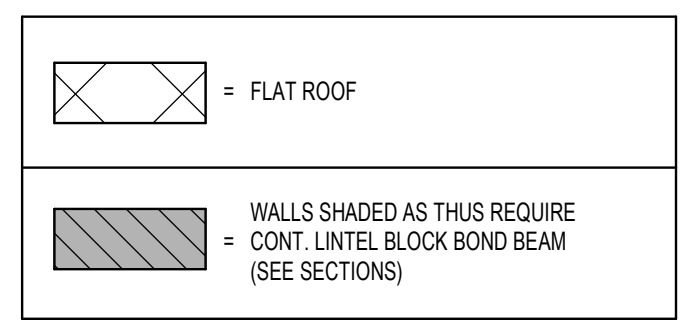 = FLAT ROOF
WALLS SHADED AS THUS REQUIRE
= CONT. LINTEL BLOCK BOND BEAM
(SEE SECTIONS)